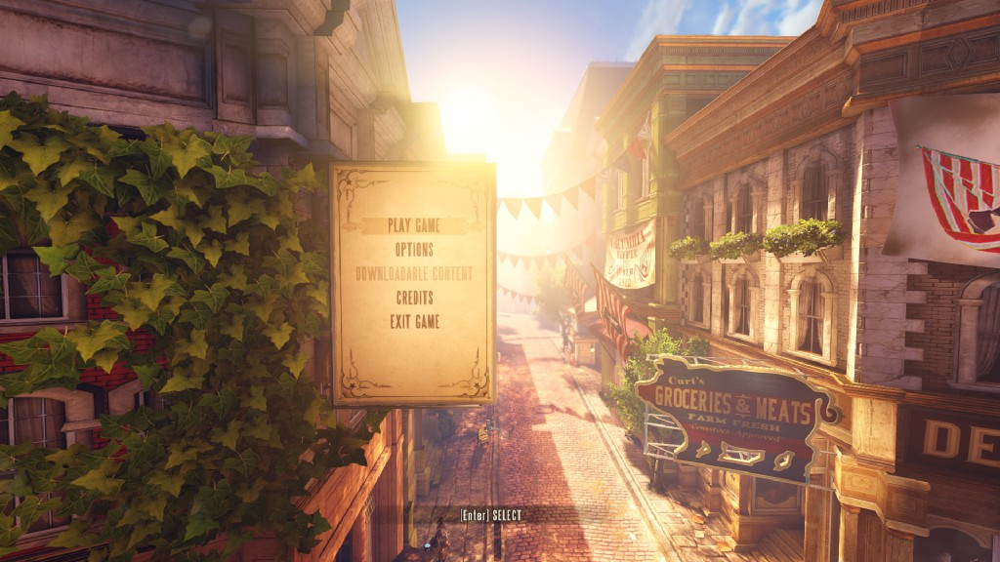 PLAY GAME
OPTIONS
DOWNLOADABLE CONTENT
CREDITS
EXIT GAME
Curt's
GROCERIES & MEATS
FARM FRESH
DE
[Enter] SELECT